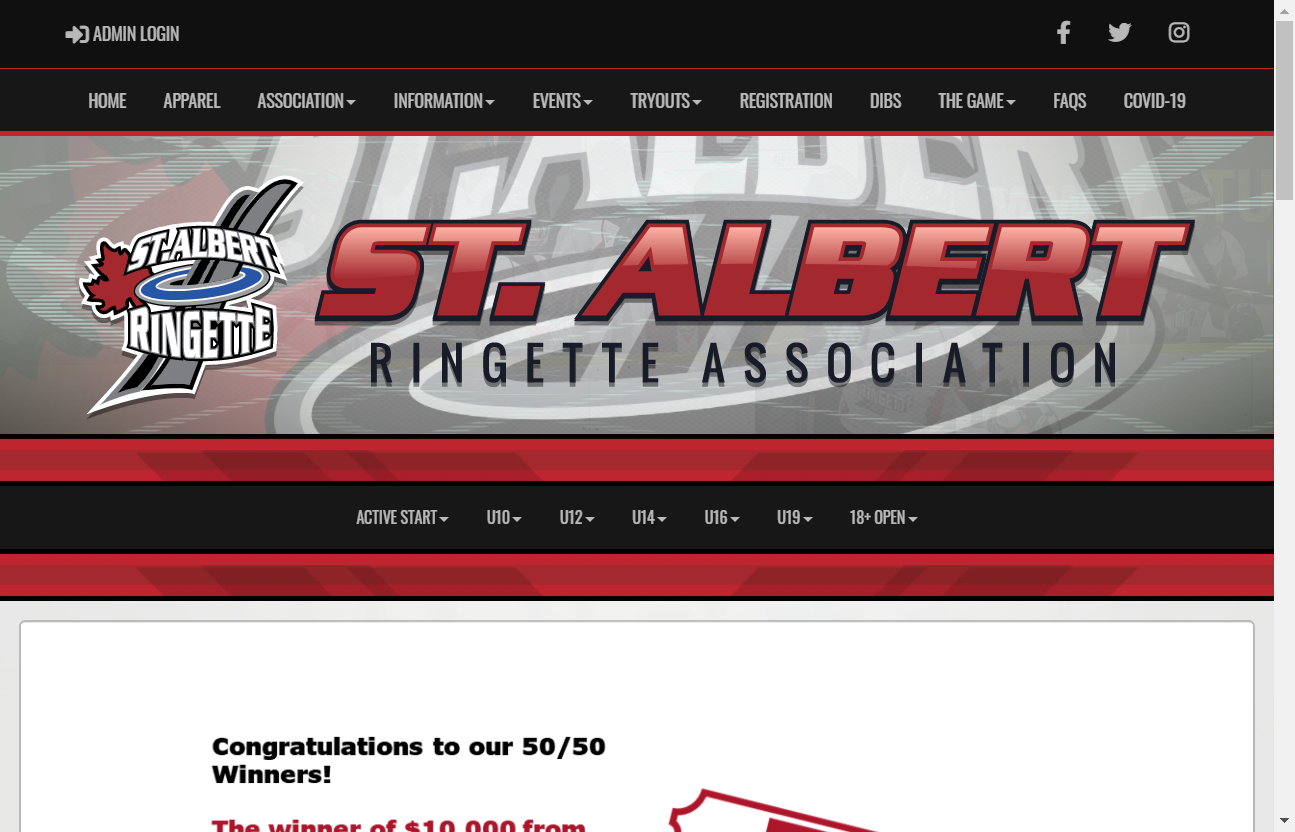 ADMIN LOGIN
HOME APPAREL ASSOCIATION INFORMATION EVENTS TRYOUTS REGISTRATION DIBS THE GAME FAQS COVID-19
ST. ALBERT
ST. ALBERT
RINGETTE
ST. ALBERT
RINGETTE ASSOCIATION
ACTIVE START U10 U12 U14 U16 U19 18+ OPEN
Congratulations to our 50/50
Winners!
The winner of $10,000 from